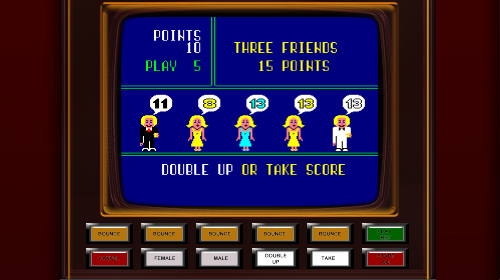 POINTS
10
PLAY 5
THREE FRIENDS
15 POINTS
11 8 13 13 13
DOUBLE UP OR TAKE SCORE
BOUNCE BOUNCE BOUNCE BOUNCE BOUNCE
FEMALE MALE DOUBLE UP TAKE